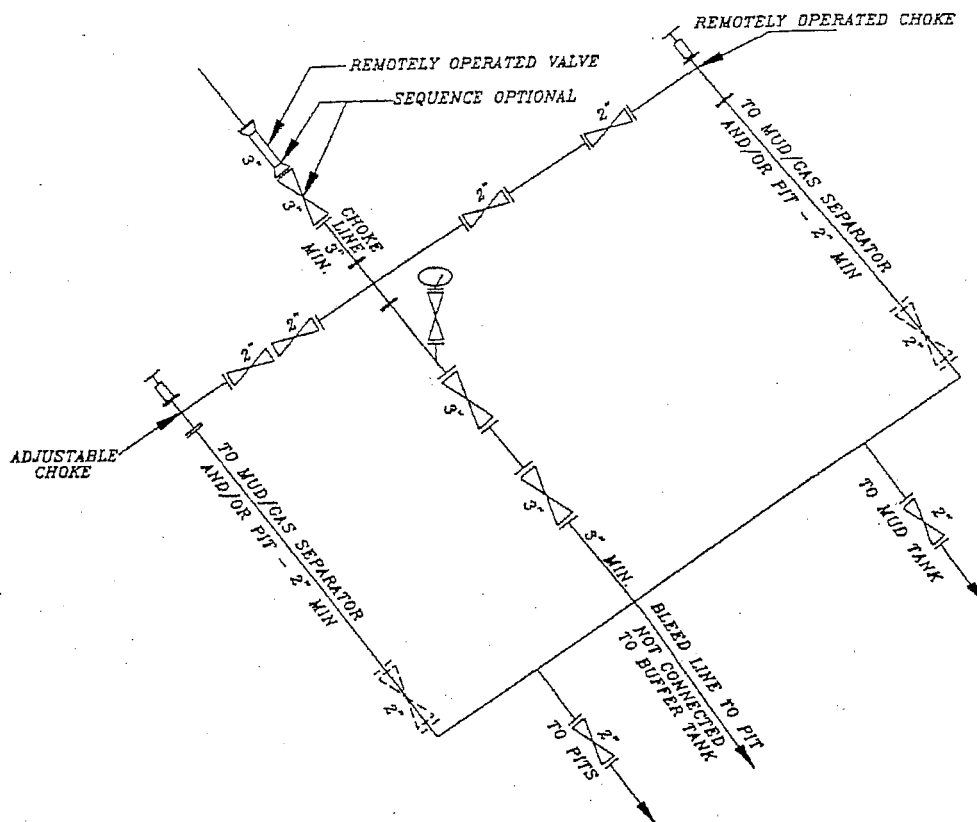 REMOTELY OPERATED CHOKE
REMOTELY OPERATED VALVE
SEQUENCE OPTIONAL
3"
3"
CHOKE
LINE
3"
MIN.
2"
2"
TO MUD/GAS SEPARATOR
AND/OR PIT - 2" MIN
2"
2"
2"
ADJUSTABLE
CHOKE
3"
3"
3" MIN.
TO MUD/GAS SEPARATOR
AND/OR PIT - 2" MIN
2"
2"
TO MUD TANK
BLEED LINE TO PIT
NOT CONNECTED
TO BUFFER TANK
2"
TO PITS